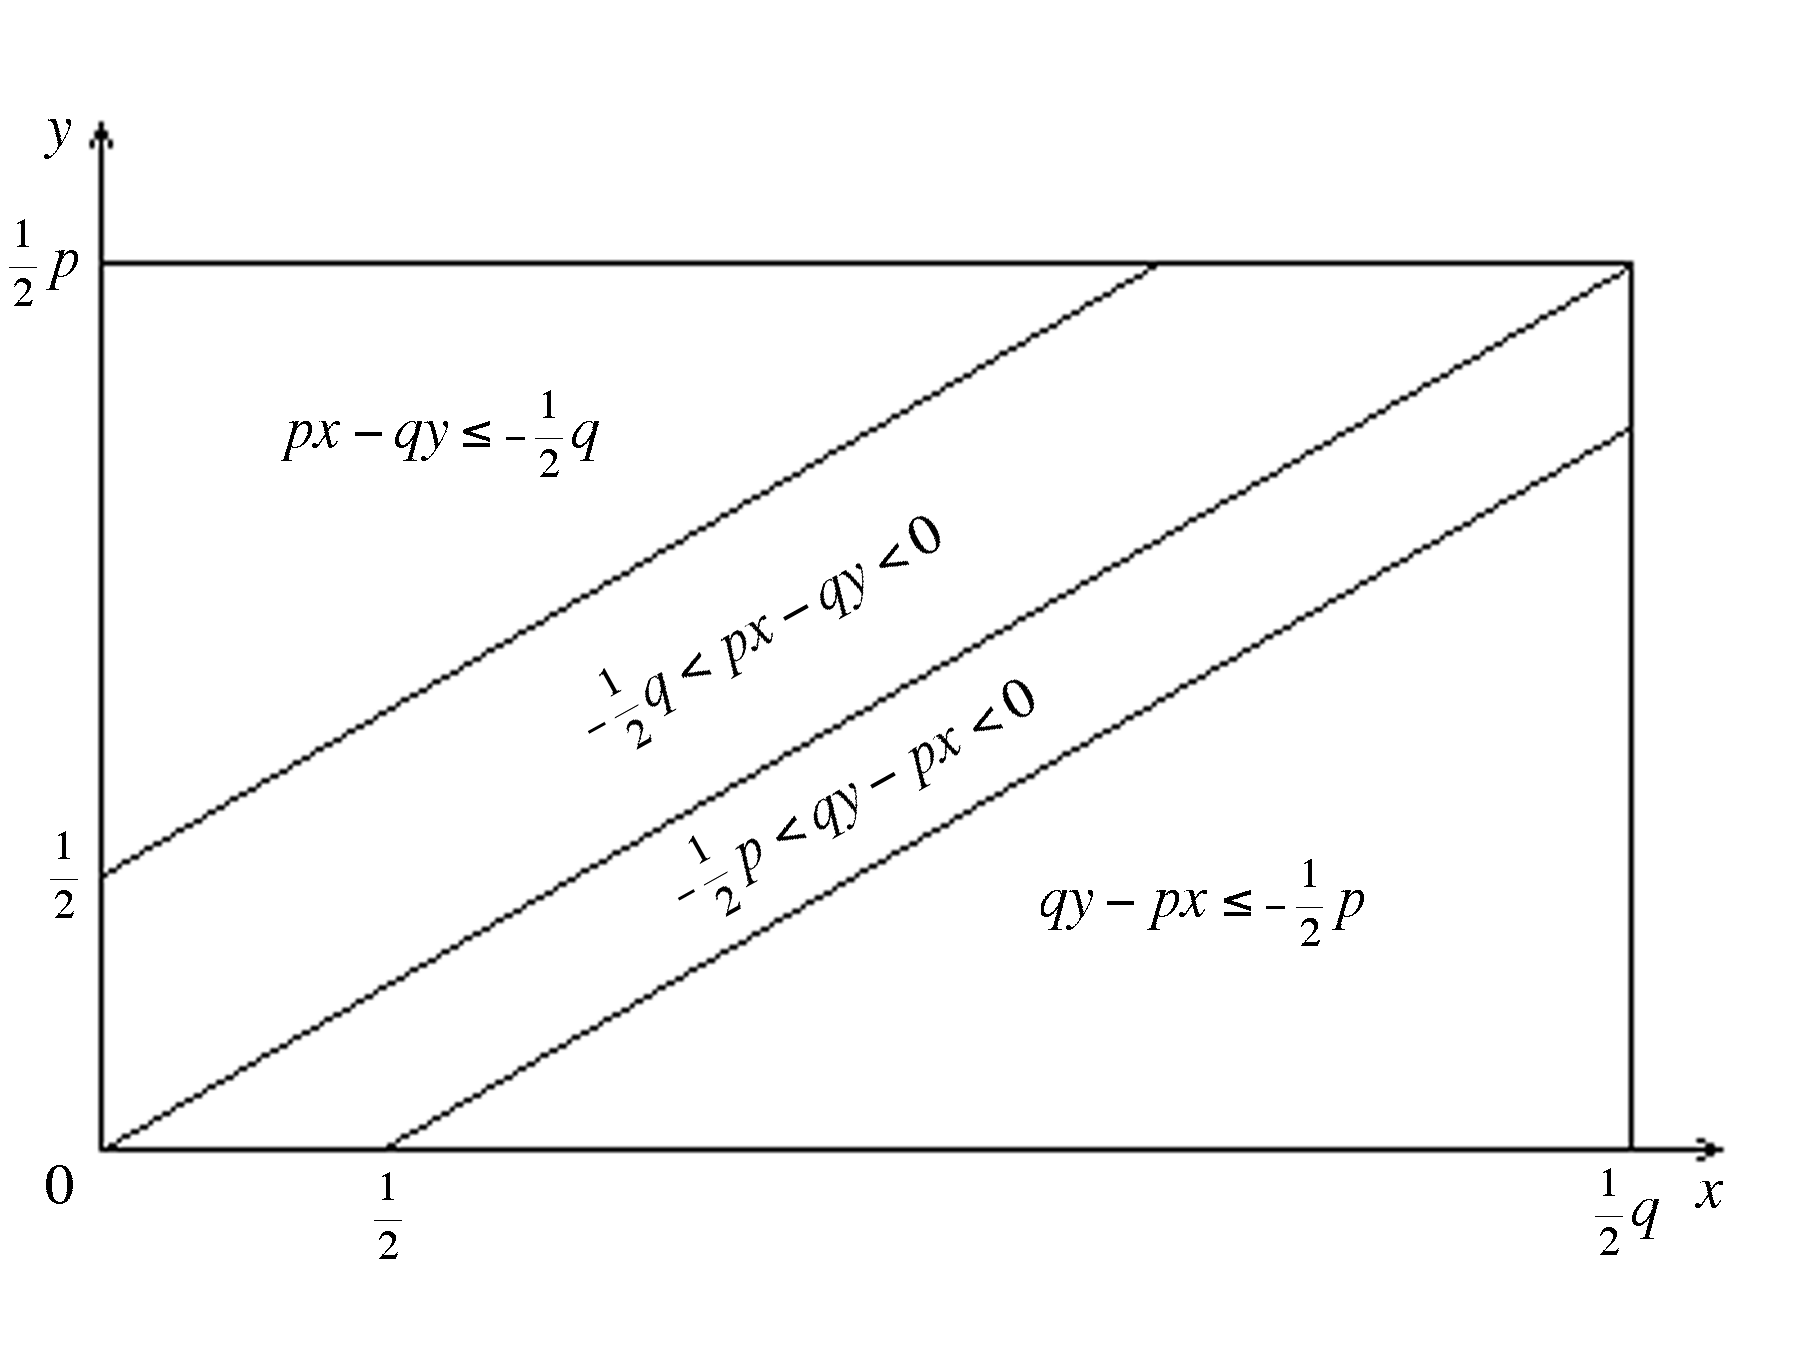 y
1/2 p
px − qy ≤ -1/2 q
-1/2 q < px − qy < 0
-1/2 p < qy − px < 0
1/2
qy − px ≤ -1/2 p
0
1/2
1/2 q
x